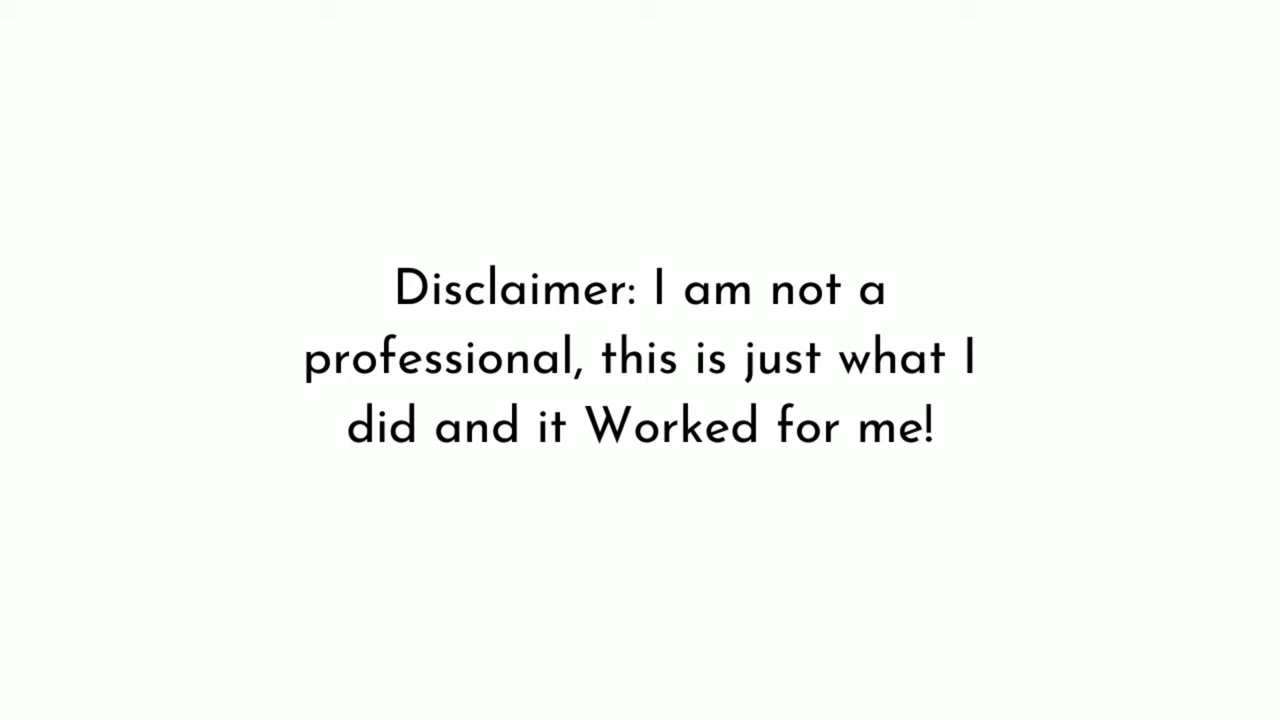 Disclaimer: I am not a
professional, this is just what I
did and it Worked for me!